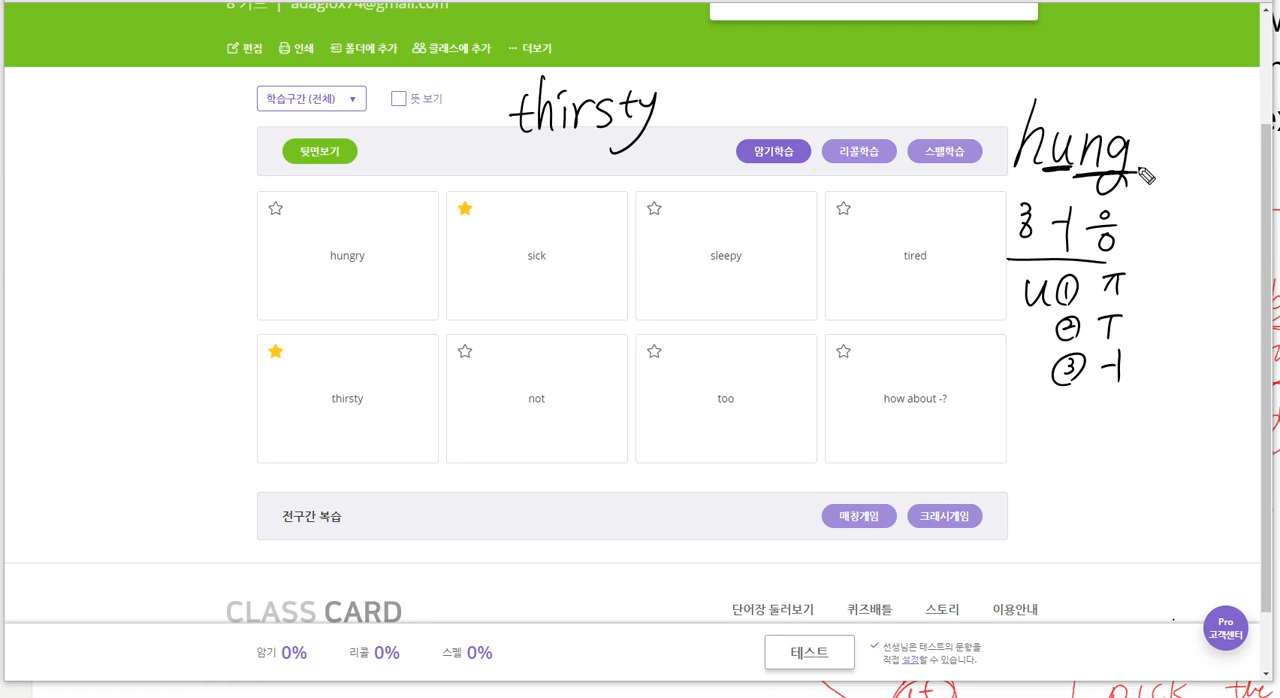 8 카드 | adagiox74@gmail.com
편집 인쇄 폴더에 추가 클래스에 추가 ··· 더보기
학습구간 (전체) ▼ 뜻 보기
thirsty
뒷면보기 암기학습 리콜학습 스펠학습
hung
hungry sick sleepy tired
ㅎ ㅓ 응
u ① ㅠ
② ㅜ
③ ㅓ
thirsty not too how about -?
전구간 복습 매칭게임 크래시게임
CLASS CARD 단어장 둘러보기 퀴즈배틀 스토리 이용안내
Pro
고객센터
암기 0% 리콜 0% 스펠 0% 테스트
선생님은 테스트의 문항을
직접 설정할 수 있습니다.
pick the